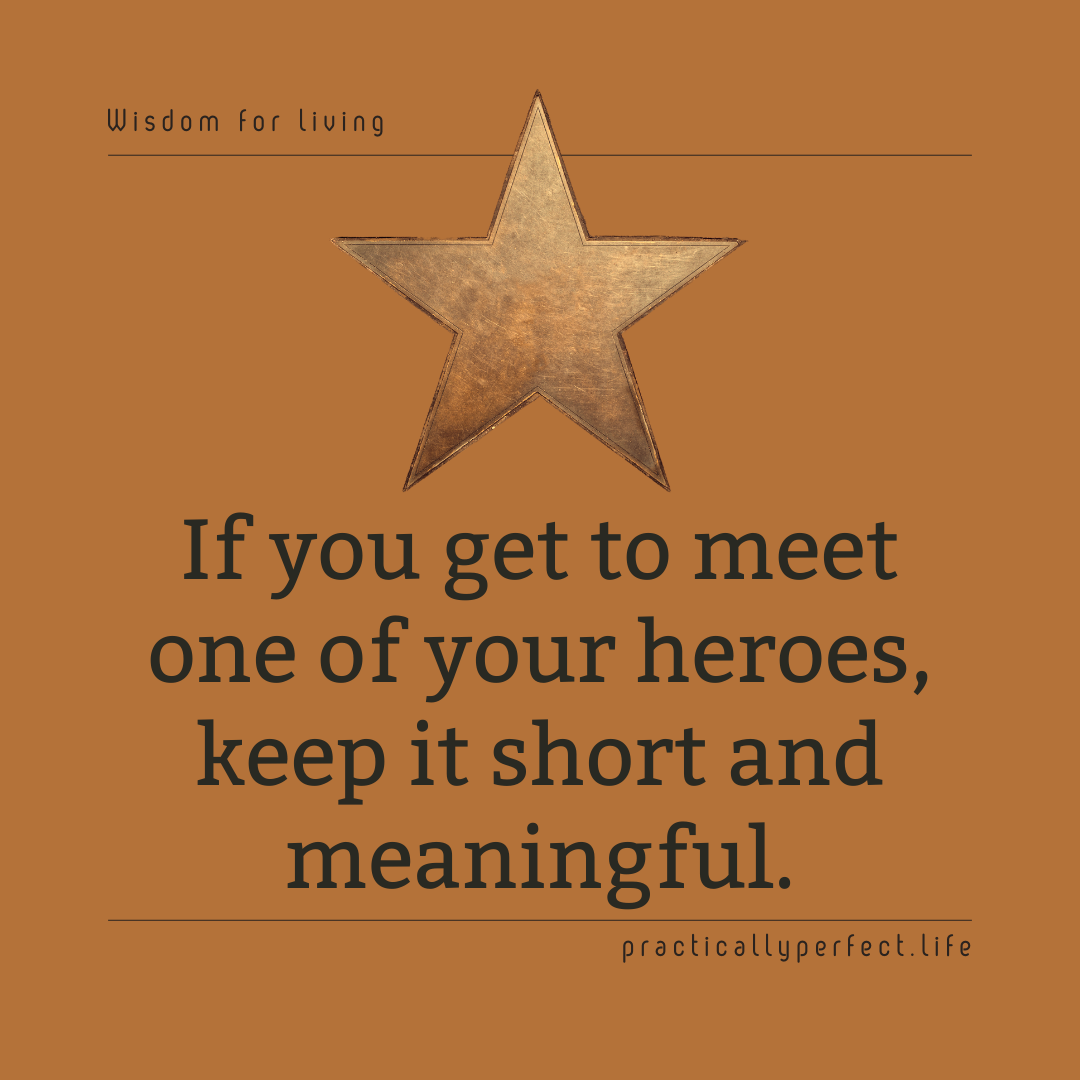 Wisdom for living
If you get to meet
one of your heroes,
keep it short and
meaningful.
practicallyperfect.life